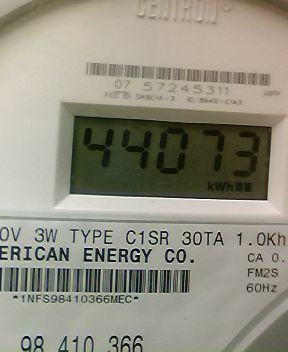 CENTRON®
07 57245311
44073
kWh
0V 3W TYPE C1SR 30TA 1.0Kh
ERICAN ENERGY CO.
CA 0.
FM2S
60Hz
*1NFS98410366MEC*
98 410 366